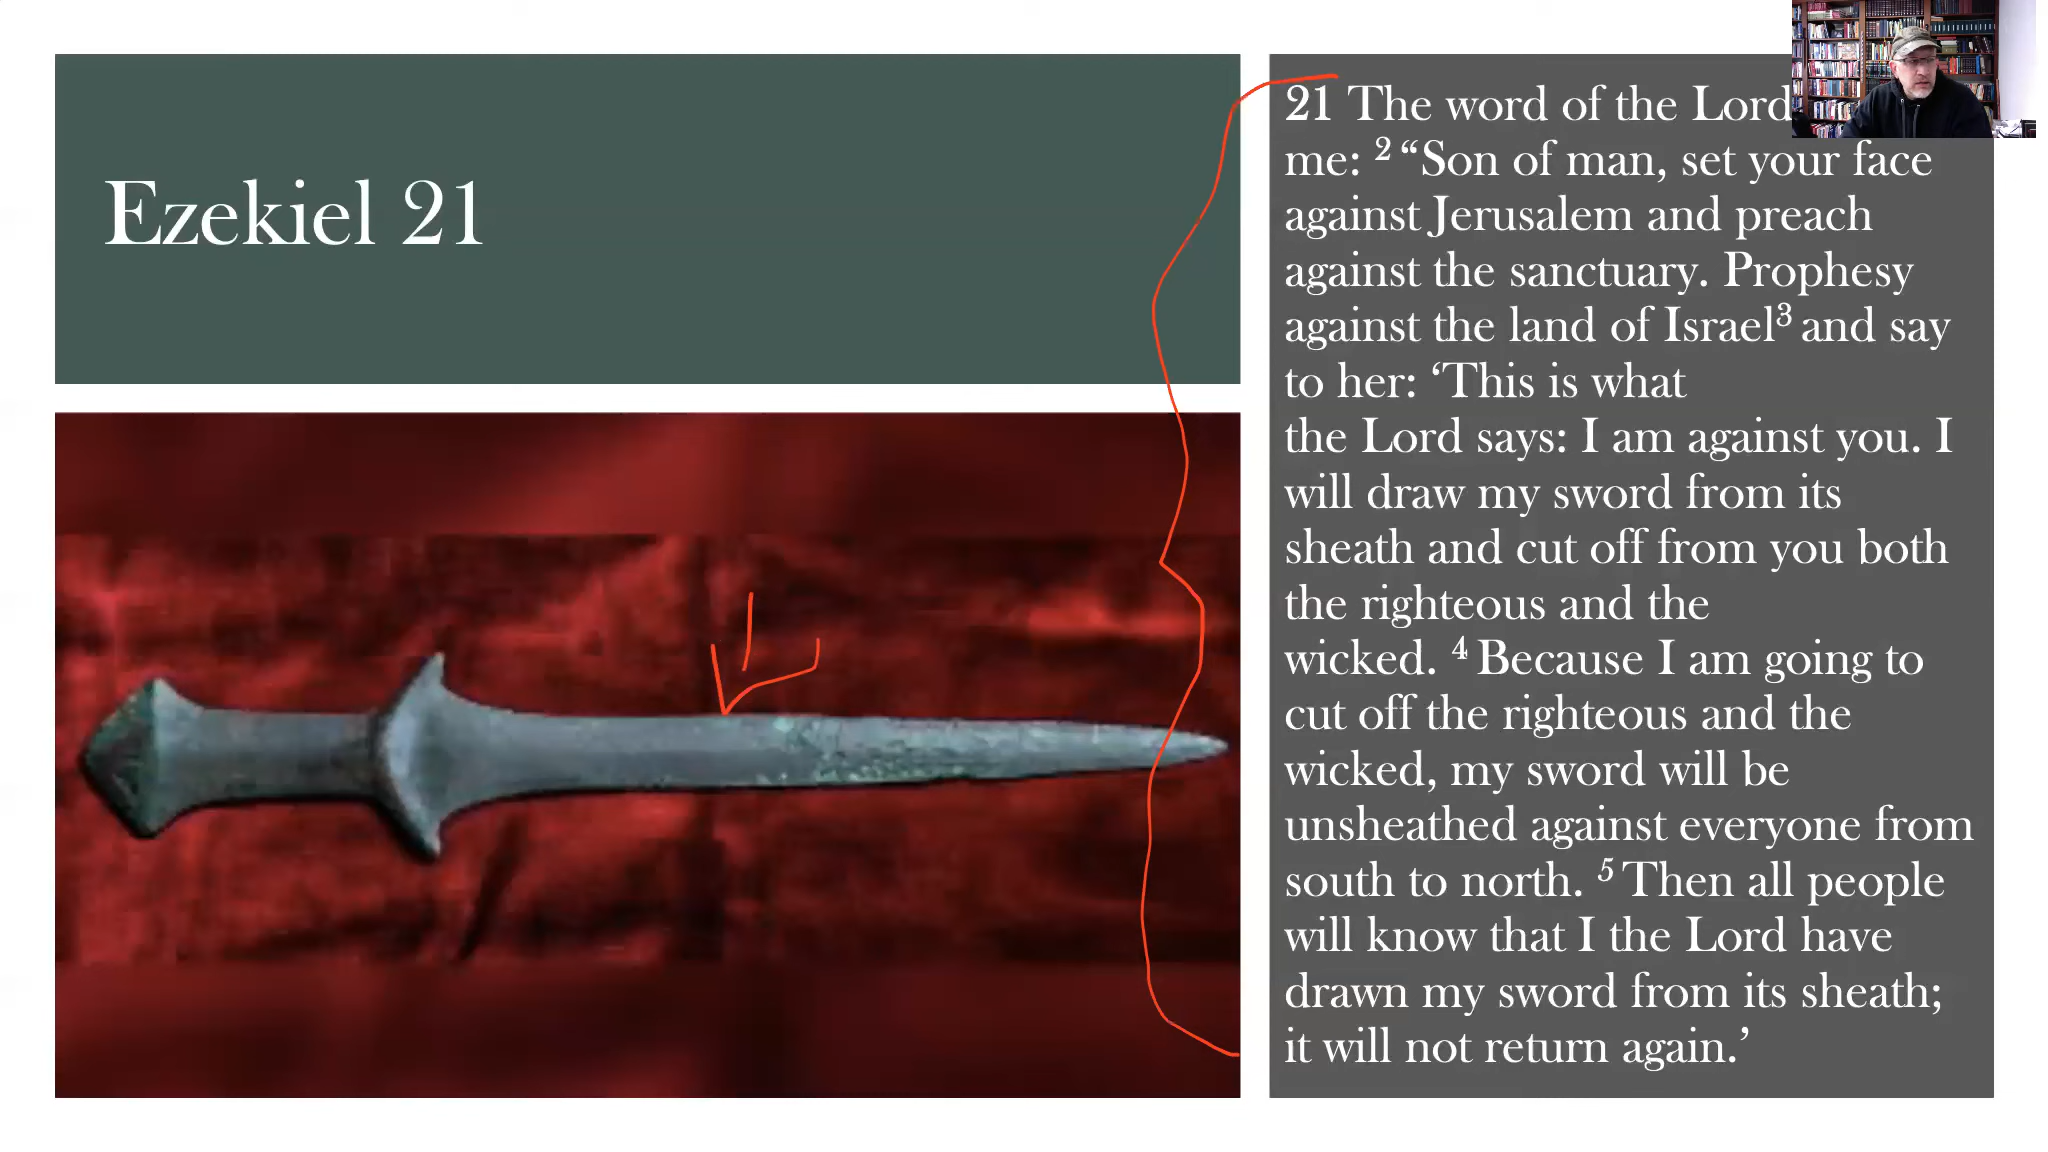 Ezekiel 21
21 The word of the Lord
me: 2 “Son of man, set your face
against Jerusalem and preach
against the sanctuary. Prophesy
against the land of Israel3 and say
to her: ‘This is what
the Lord says: I am against you. I
will draw my sword from its
sheath and cut off from you both
the righteous and the
wicked. 4 Because I am going to
cut off the righteous and the
wicked, my sword will be
unsheathed against everyone from
south to north. 5 Then all people
will know that I the Lord have
drawn my sword from its sheath;
it will not return again.’